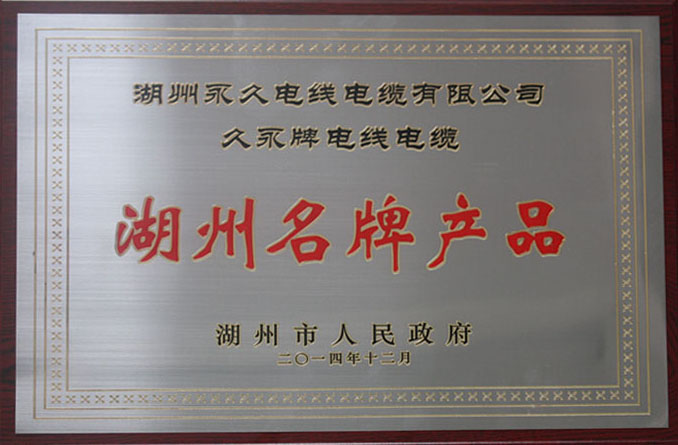 湖州永久电线电缆有限公司
久永牌电线电缆
湖州名牌产品
湖州市人民政府
二〇一四年十二月